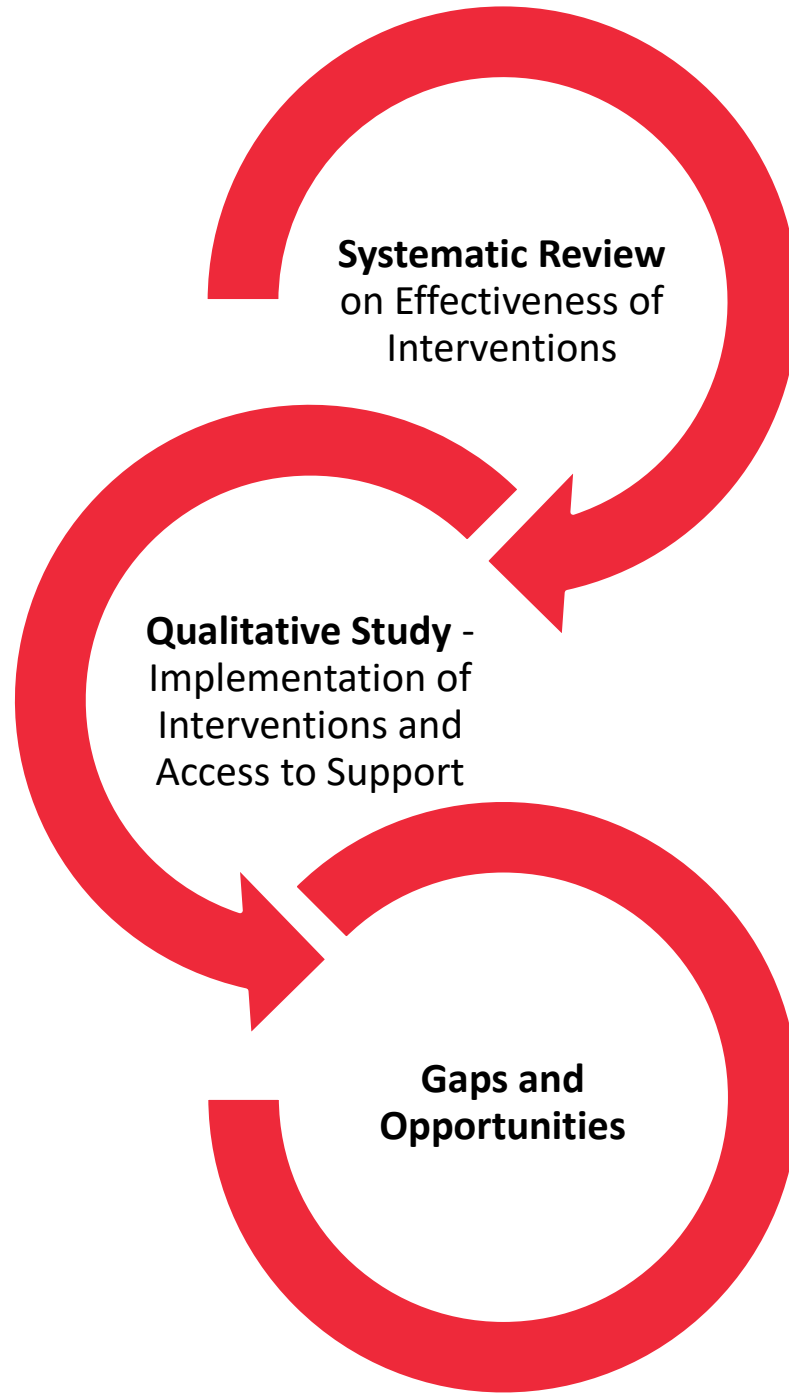 Systematic Review
on Effectiveness of
Interventions
Qualitative Study -
Implementation of
Interventions and
Access to Support
Gaps and
Opportunities